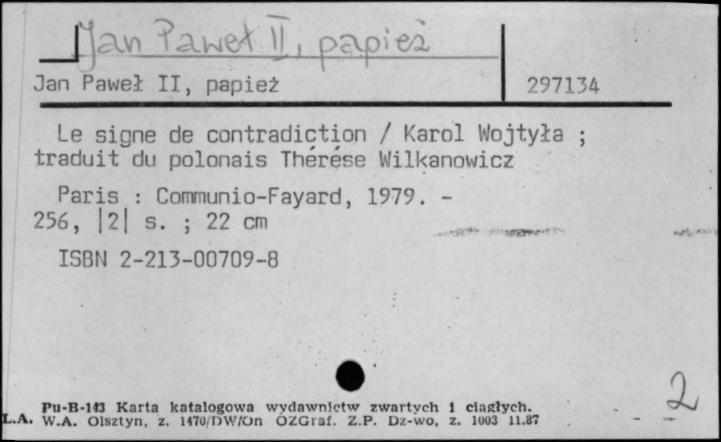 Jan Paweł II, papież
Jan Paweł II, papież 297134
Le signe de contradiction / Karol Wojtyła ;
traduit du polonais Thérése Wilkanowicz
Paris : Communio-Fayard, 1979. -
256, |2| s. ; 22 cm
ISBN 2-213-00709-8
2
Pu-B-143 Karta katalogowa wydawnictw zwartych i ciągłych.
L.A. W.A. Olsztyn, z. 1470/DW/On OZGraf. Z.P. Dz-wo, z. 1003 11.87